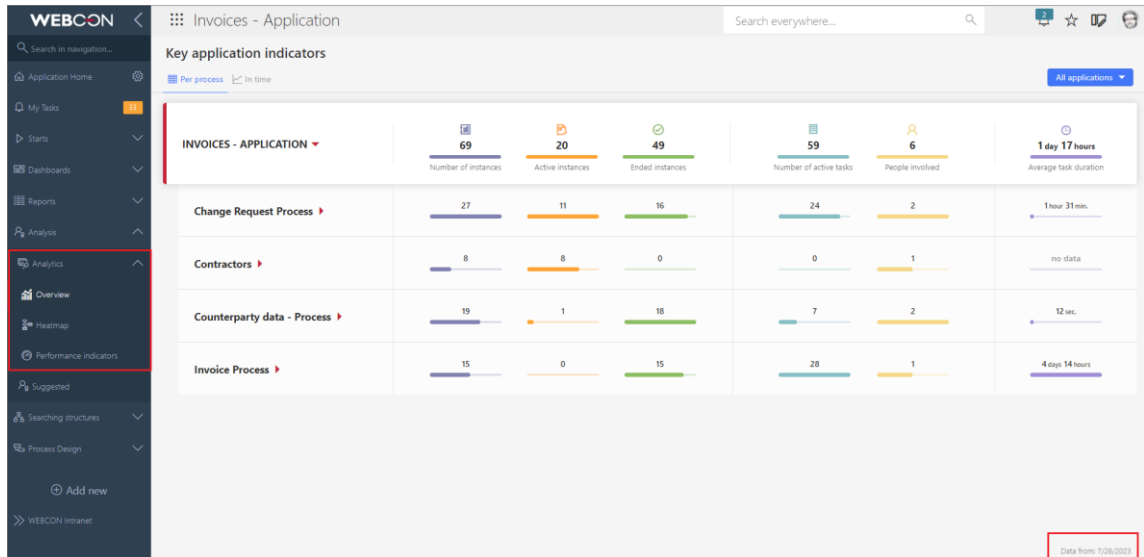 WEBCON
Invoices - Application
Search everywhere...
2
Search in navigation...
Application Home
My Tasks
33
Starts
Dashboards
Reports
Analysis
Analytics
Overview
Heatmap
Performance indicators
Suggested
Searching structures
Process Design
Add new
WEBCON Intranet
Key application indicators
Per process
In time
All applications
INVOICES - APPLICATION
69
20
49
59
6
1 day 17 hours
Number of instances
Active instances
Ended instances
Number of active tasks
People involved
Average task duration
Change Request Process
27
11
16
24
2
1 hour 31 min.
Contractors
8
8
0
0
1
no data
Counterparty data - Process
19
1
18
7
2
12 sec.
Invoice Process
15
0
15
28
1
4 days 14 hours
Data from: 7/26/2023